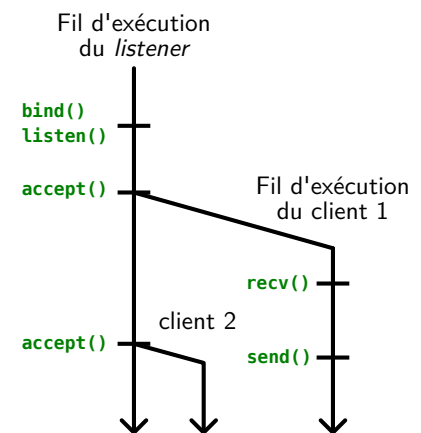 Fil d'exécution
du listener
bind()
listen()
accept()
Fil d'exécution
du client 1
recv()
client 2
accept()
send()